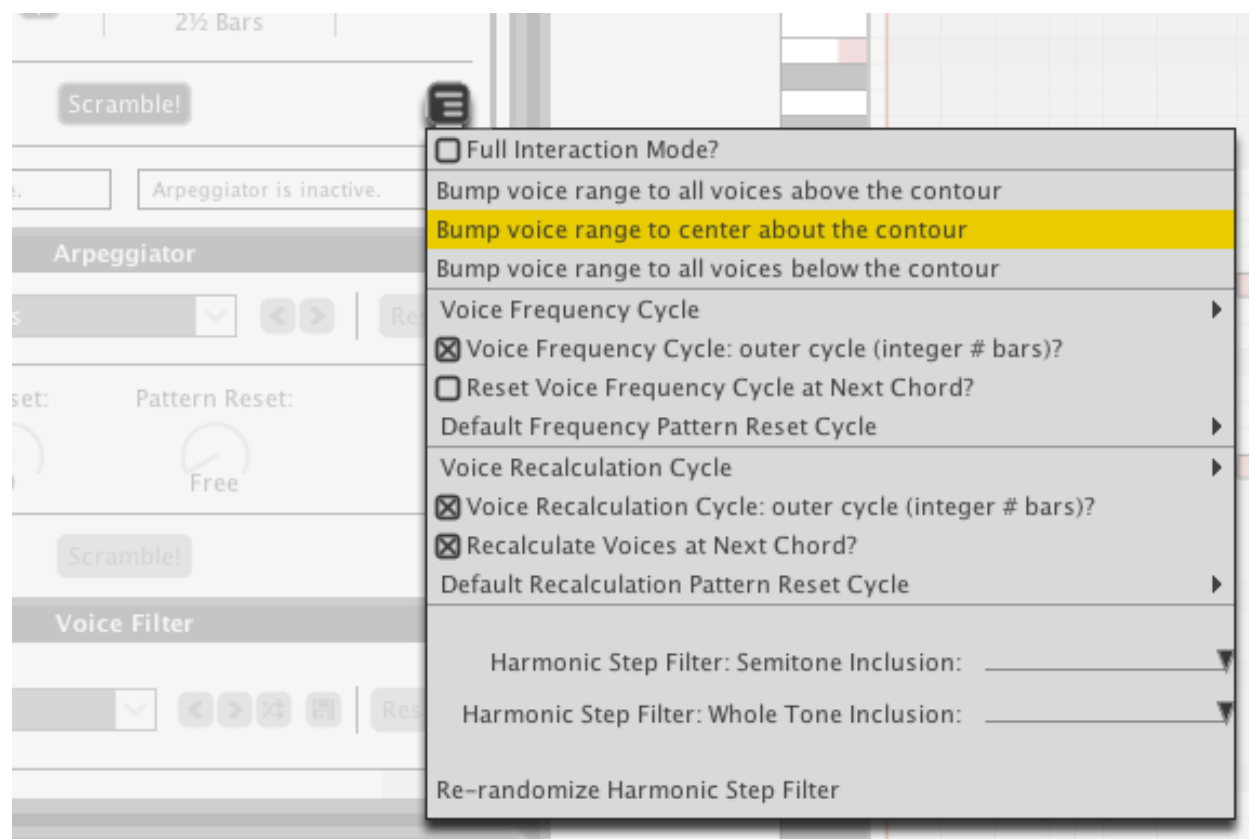 2½ Bars
Scramble!
Full Interaction Mode?
Bump voice range to all voices above the contour
Arpeggiator is inactive.
Bump voice range to center about the contour
Arpeggiator
Bump voice range to all voices below the contour
Voice Frequency Cycle
Voice Frequency Cycle: outer cycle (integer # bars)?
Reset Voice Frequency Cycle at Next Chord?
Pattern Reset:
Default Frequency Pattern Reset Cycle
Voice Recalculation Cycle
Free
Voice Recalculation Cycle: outer cycle (integer # bars)?
Recalculate Voices at Next Chord?
Scramble!
Default Recalculation Pattern Reset Cycle
Voice Filter
Harmonic Step Filter: Semitone Inclusion:
Harmonic Step Filter: Whole Tone Inclusion:
Re-randomize Harmonic Step Filter